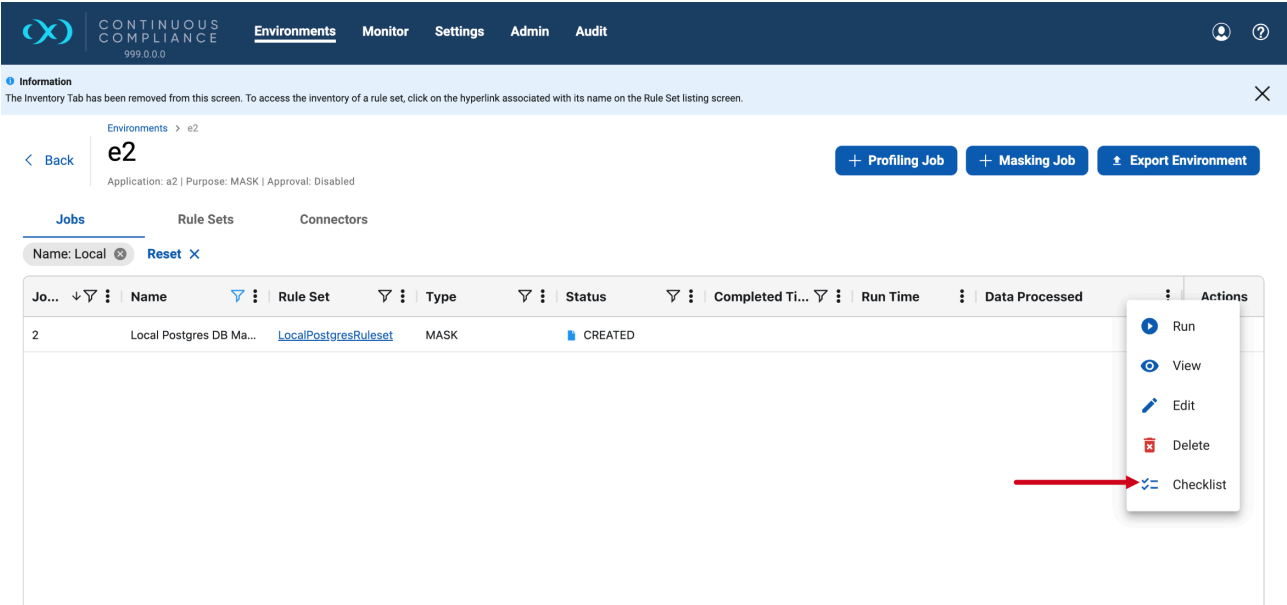 CONTINUOUS
COMPLIANCE
999.0.0.0
Environments Monitor Settings Admin Audit
Information
The Inventory Tab has been removed from this screen. To access the inventory of a rule set, click on the hyperlink associated with its name on the Rule Set listing screen.
Environments > e2
Back
e2
Application: a2 | Purpose: MASK | Approval: Disabled
+ Profiling Job
+ Masking Job
Export Environment
Jobs Rule Sets Connectors
Name: Local Reset
Jo... Name Rule Set Type Status Completed Ti... Run Time Data Processed Actions
2 Local Postgres DB Ma... LocalPostgresRuleset MASK CREATED
Run
View
Edit
Delete
Checklist